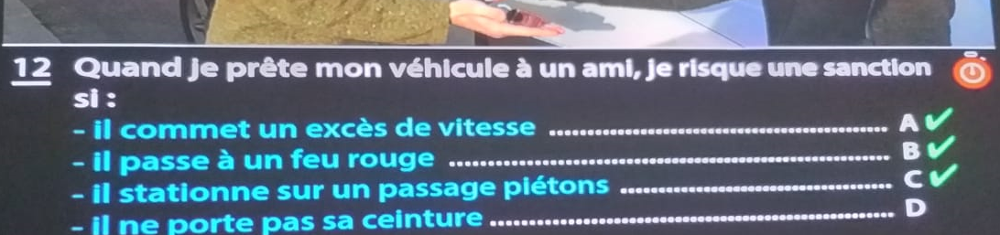 12 Quand je prête mon véhicule à un ami, je risque une sanction
si :
- il commet un excès de vitesse ........................................ A ✓
- il passe à un feu rouge ........................................ B ✓
- il stationne sur un passage piétons ........................................ C ✓
- il ne porte pas sa ceinture ........................................ D